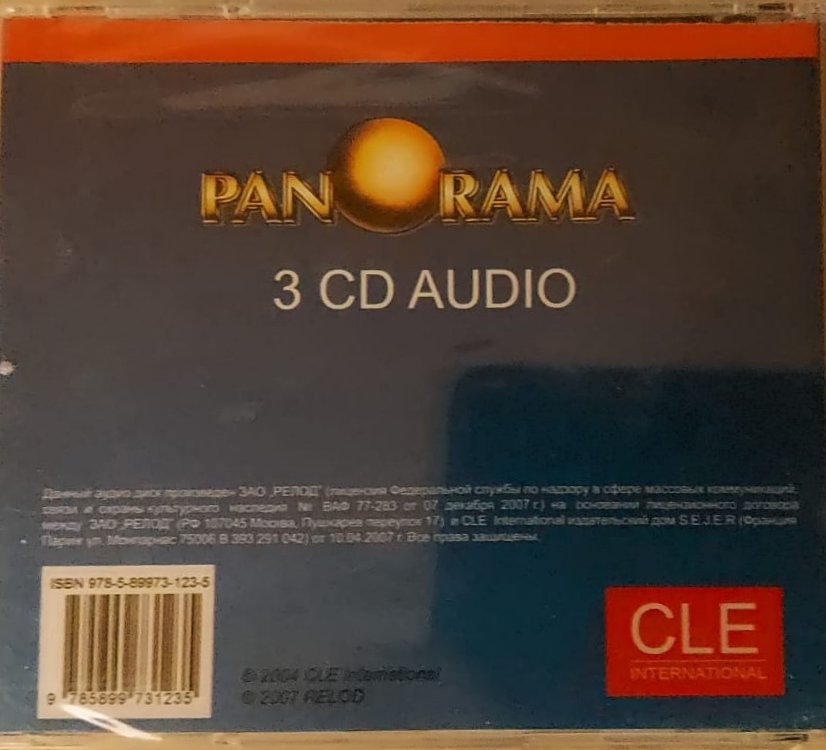 PANORAMA
3 CD AUDIO
Данный аудио диск произведен ЗАО „РЕЛОД" (лицензия Федеральной службы по надзору в сфере массовых коммуникаций,
связи и охраны культурного наследия № ВАФ 77-283 от 07 декабря 2007 г.) на основании лицензионного договора
между ЗАО „РЕЛОД" (РФ 107045 Москва, Пушкарев переулок 17) и CLE International издательский дом S.E.J.E.R (Франция
Париж ул. Монпарнас 75006 В 393 291 042) от 10.04.2007 г. Все права защищены.
ISBN 978-5-89973-123-5
9 785899 731235
© 2004 CLE International
© 2007 RELOD
CLE
INTERNATIONAL